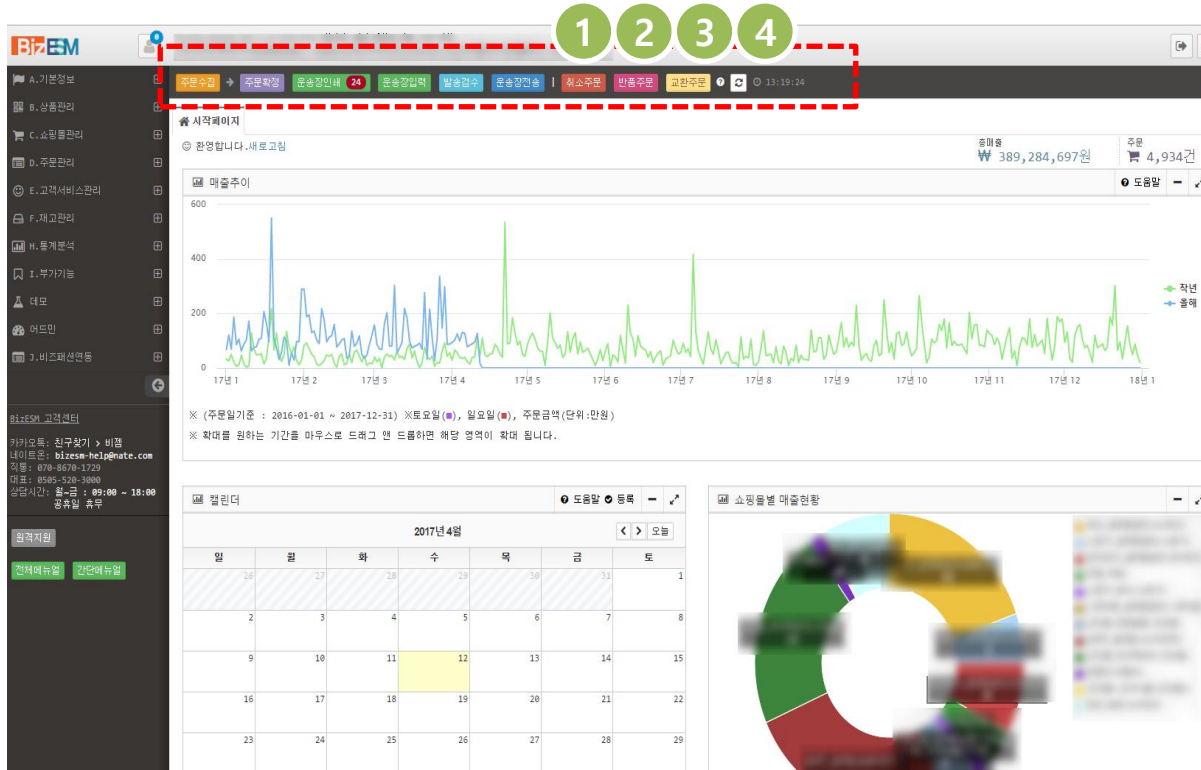 1 2 3 4
BizESM
0
주문수집 → 주문확정 운송장인쇄 24 운송장입력 발송검수 운송장전송 | 취소주문 반품주문 교환주문 13:19:24
A.기본정보
B.상품관리
C.쇼핑몰관리
D.주문관리
E.고객서비스관리
F.재고관리
H.통계분석
I.부가기능
데모
어드민
J.비즈패션연동
BizESM 고객센터
카카오톡: 친구찾기 > 비젬
네이트온: bizesm-help@nate.com
직통: 070-8670-1729
대표: 0505-520-3000
상담시간: 월~금 : 09:00 ~ 18:00
공휴일 휴무
원격지원
전체메뉴얼 간단메뉴얼
시작페이지
환영합니다.새로고침
총매출
₩ 389,284,697원
주문
4,934건
매출추이
도움말
600
400
200
0
17년 1 17년 2 17년 3 17년 4 17년 5 17년 6 17년 7 17년 8 17년 9 17년 10 17년 11 17년 12 18년 1
작년
올해
※ (주문일기준 : 2016-01-01 ~ 2017-12-31) ※토요일(■), 일요일(■), 주문금액(단위:만원)
※ 확대를 원하는 기간을 마우스로 드래그 앤 드롭하면 해당 영역이 확대 됩니다.
캘린더
도움말 등록
2017년 4월
오늘
일 월 화 수 목 금 토
26 27 28 29 30 31 1
2 3 4 5 6 7 8
9 10 11 12 13 14 15
16 17 18 19 20 21 22
23 24 25 26 27 28 29
쇼핑몰별 매출현황